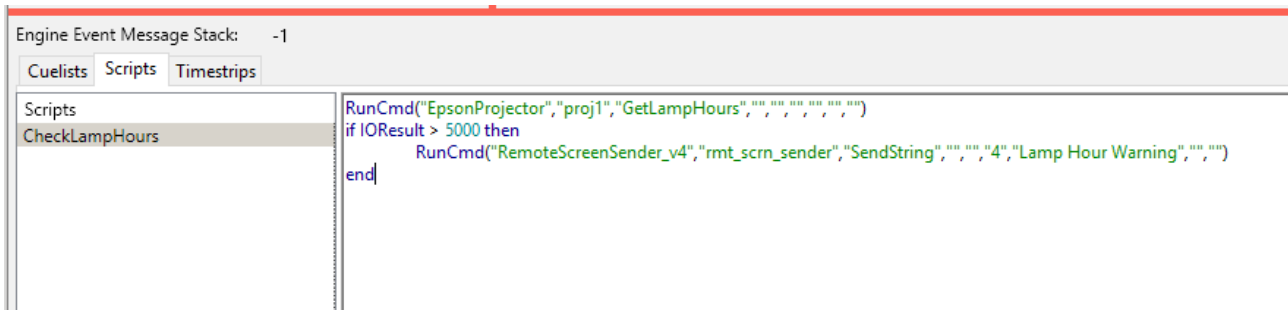 Engine Event Message Stack: -1
Cuelists Scripts Timestrips
Scripts
CheckLampHours
RunCmd("EpsonProjector","proj1","GetLampHours","","","","","","")
if IOResult > 5000 then
RunCmd("RemoteScreenSender_v4","rmt_scrn_sender","SendString","","","4","Lamp Hour Warning","","")
end